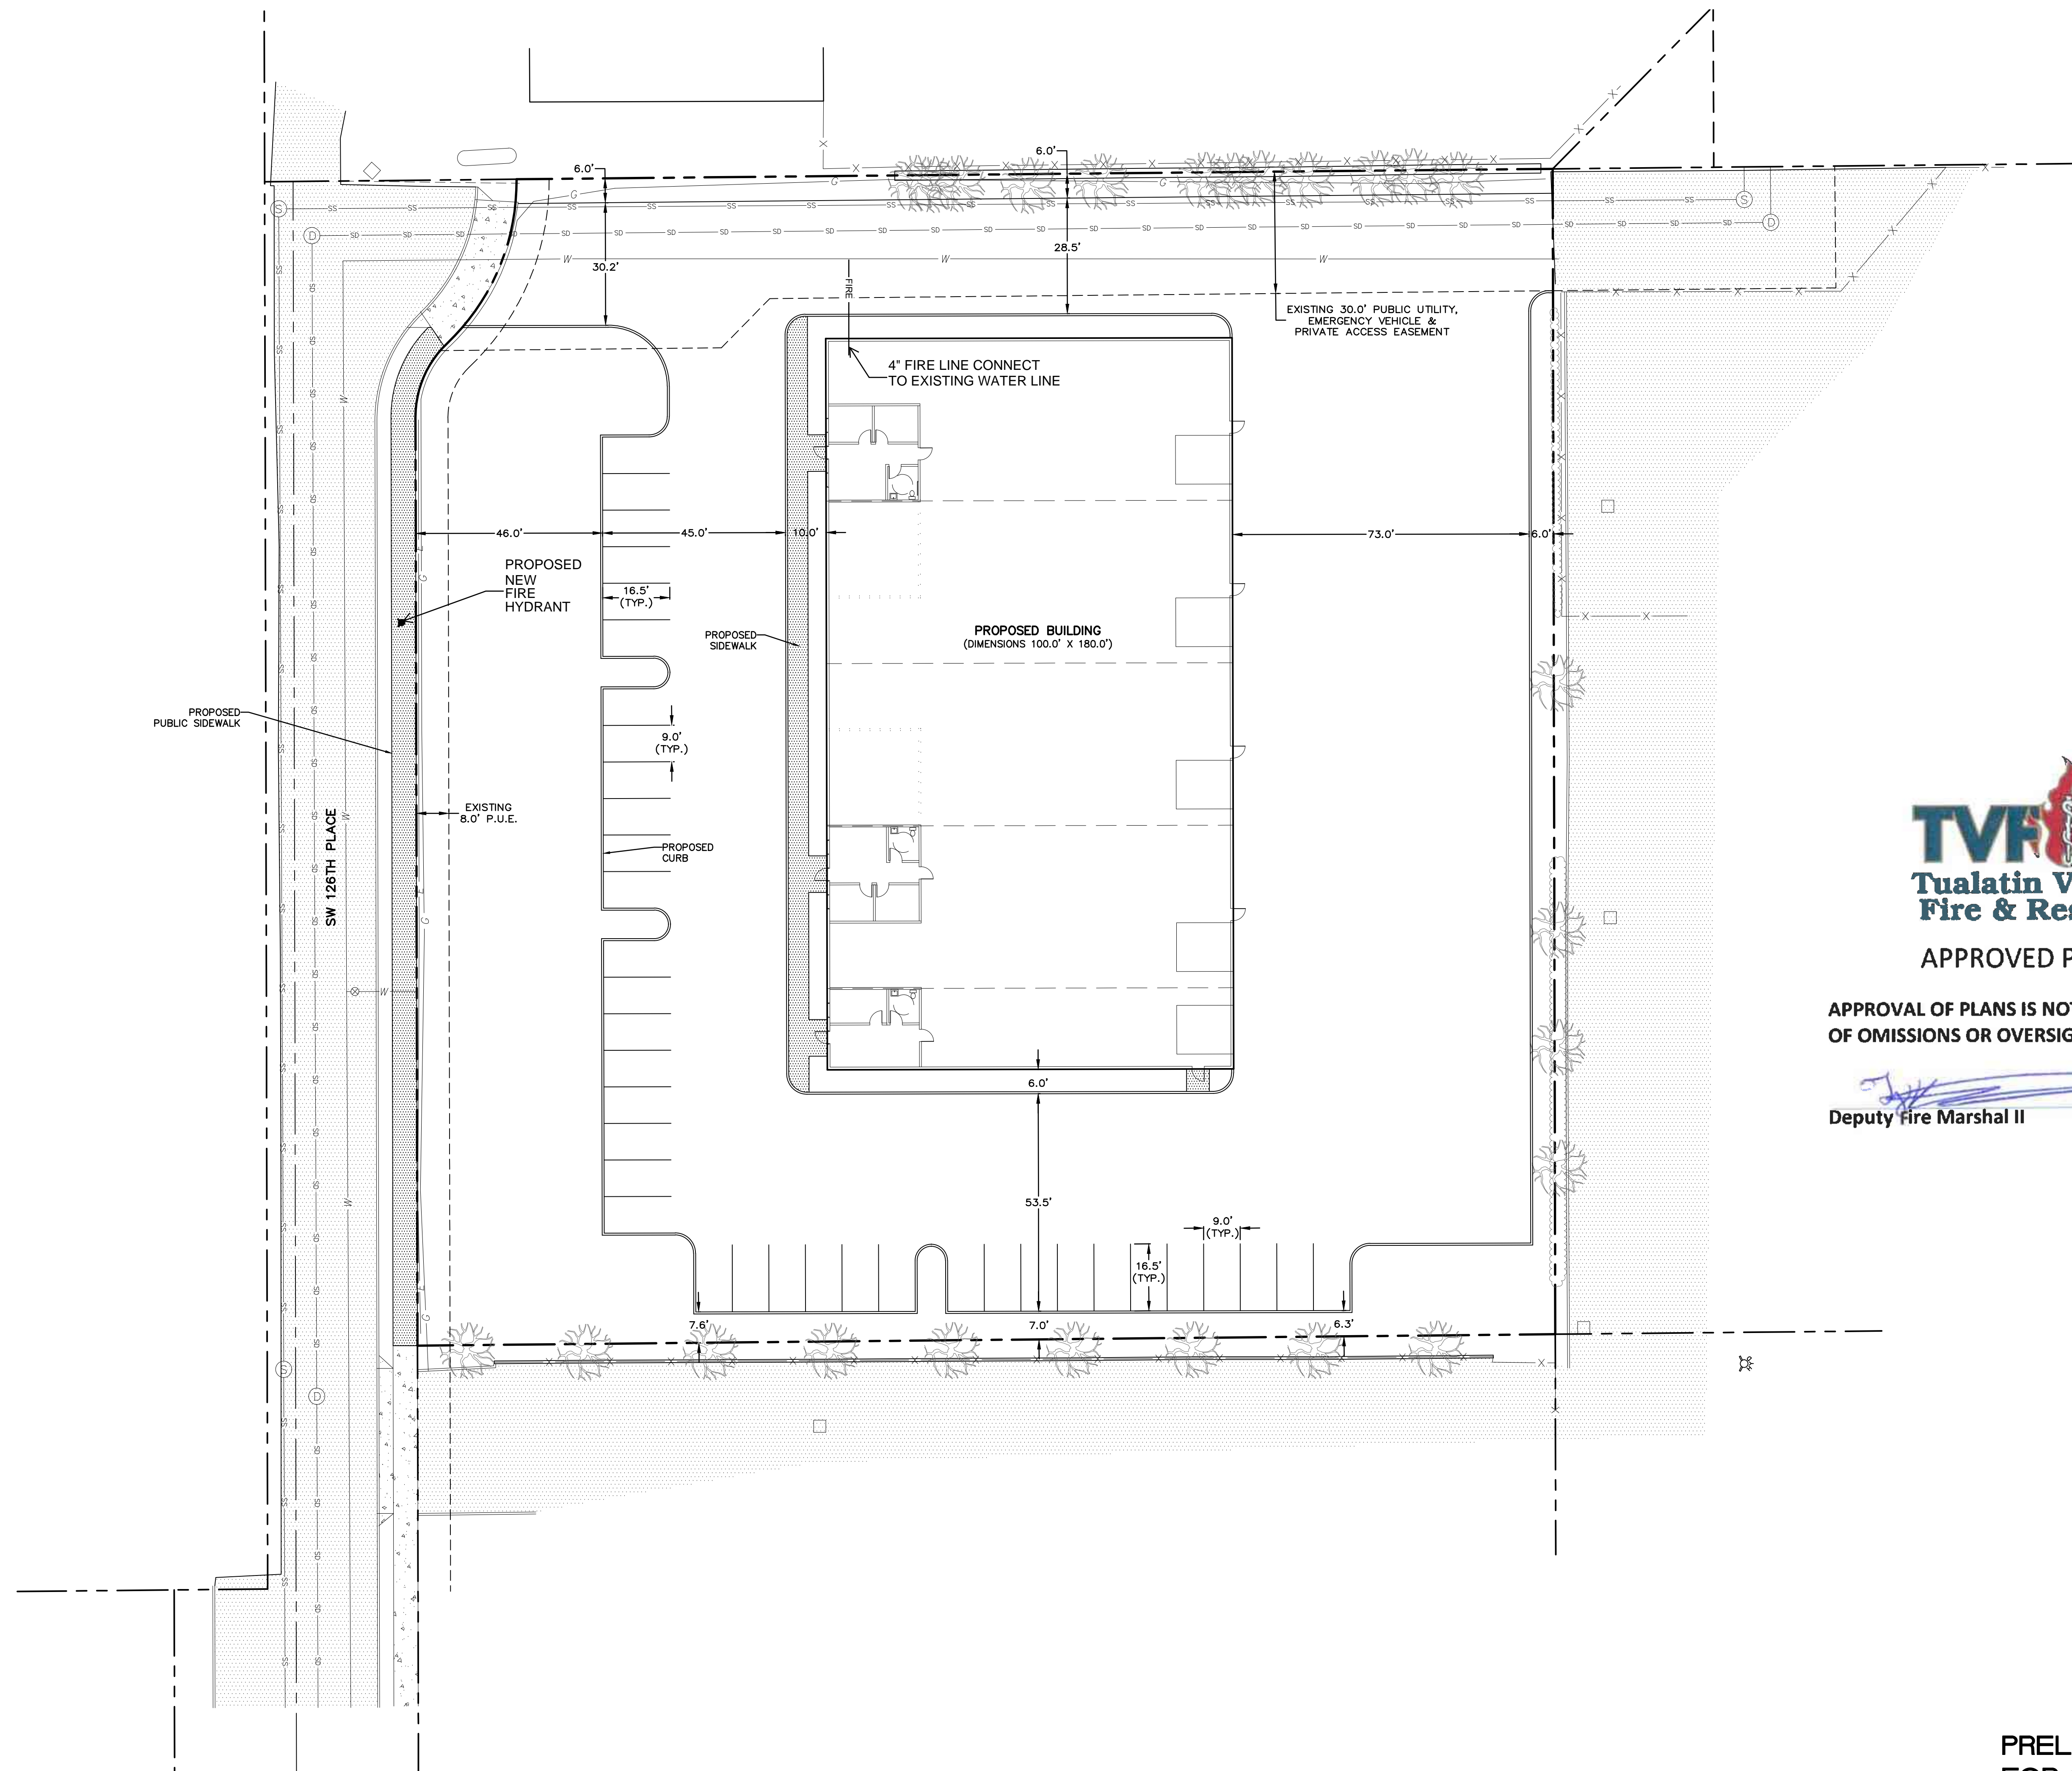 6.0'
6.0'
30.2'
28.5'
FIRE
EXISTING 30.0' PUBLIC UTILITY,
EMERGENCY VEHICLE &
PRIVATE ACCESS EASEMENT
4" FIRE LINE CONNECT
TO EXISTING WATER LINE
46.0'
45.0'
10.0'
73.0'
6.0'
PROPOSED
NEW
FIRE
HYDRANT
16.5'
(TYP.)
PROPOSED
SIDEWALK
PROPOSED BUILDING
(DIMENSIONS 100.0' X 180.0')
PROPOSED
PUBLIC SIDEWALK
9.0'
(TYP.)
EXISTING
8.0' P.U.E.
SW 126TH PLACE
PROPOSED
CURB
TVF
Tualatin V
Fire & Res
APPROVED P
APPROVAL OF PLANS IS NOT
OF OMISSIONS OR OVERSIG
Deputy Fire Marshal II
6.0'
53.5'
9.0'
(TYP.)
16.5'
(TYP.)
7.6'
7.0'
6.3'
PREL